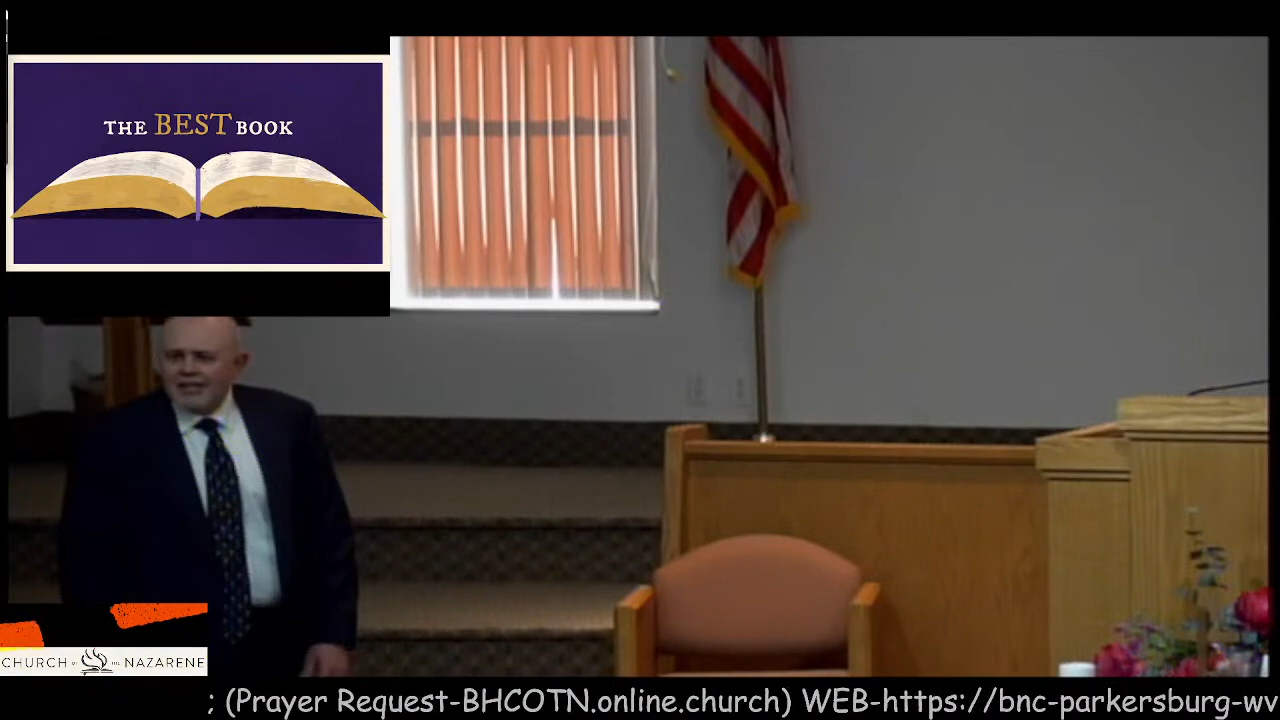 THE BEST BOOK
CHURCH OF THE NAZARENE
; (Prayer Request-BHCOTN.online.church) WEB-https://bnc-parkersburg-wv